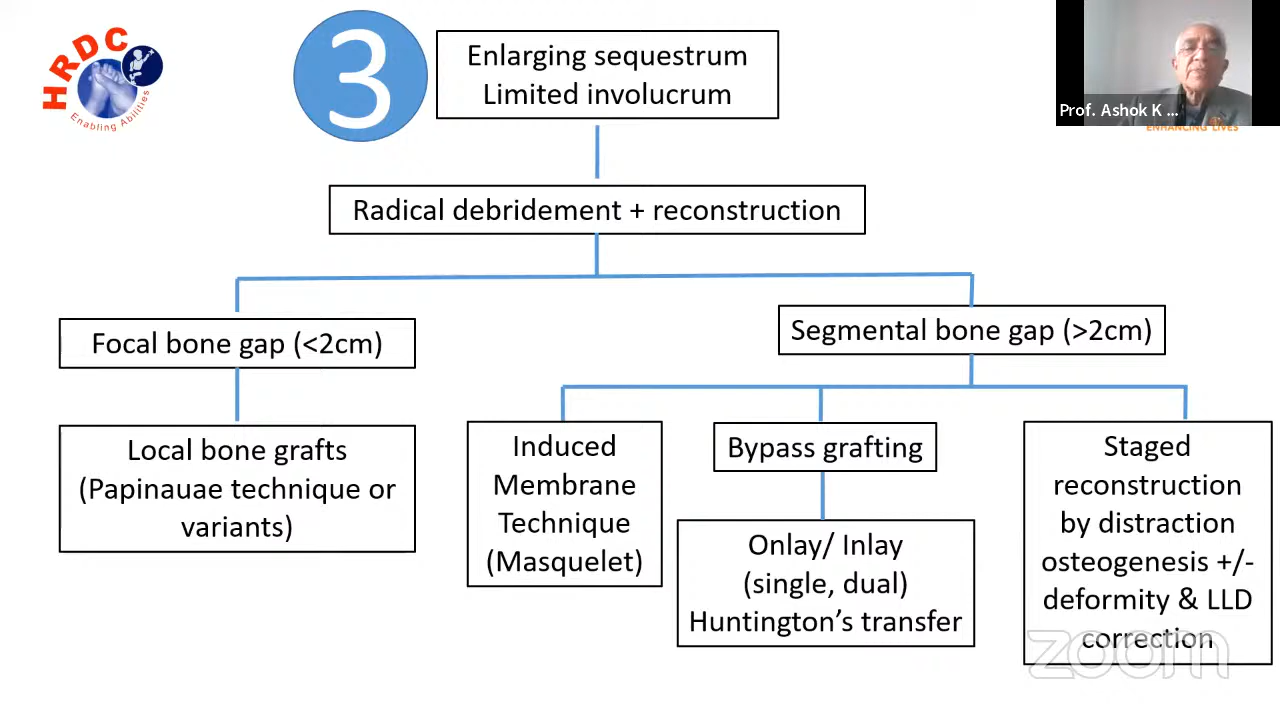 HRDC
Enabling Abilities
3
Enlarging sequestrum
Limited involucrum
Prof. Ashok K ...
ENHANCING LIVES
Radical debridement + reconstruction
Focal bone gap (<2cm)
Segmental bone gap (>2cm)
Local bone grafts
(Papinauae technique or
variants)
Induced
Membrane
Technique
(Masquelet)
Bypass grafting
Onlay/ Inlay
(single, dual)
Huntington’s transfer
Staged
reconstruction
by distraction
osteogenesis +/-
deformity & LLD
correction
zoom